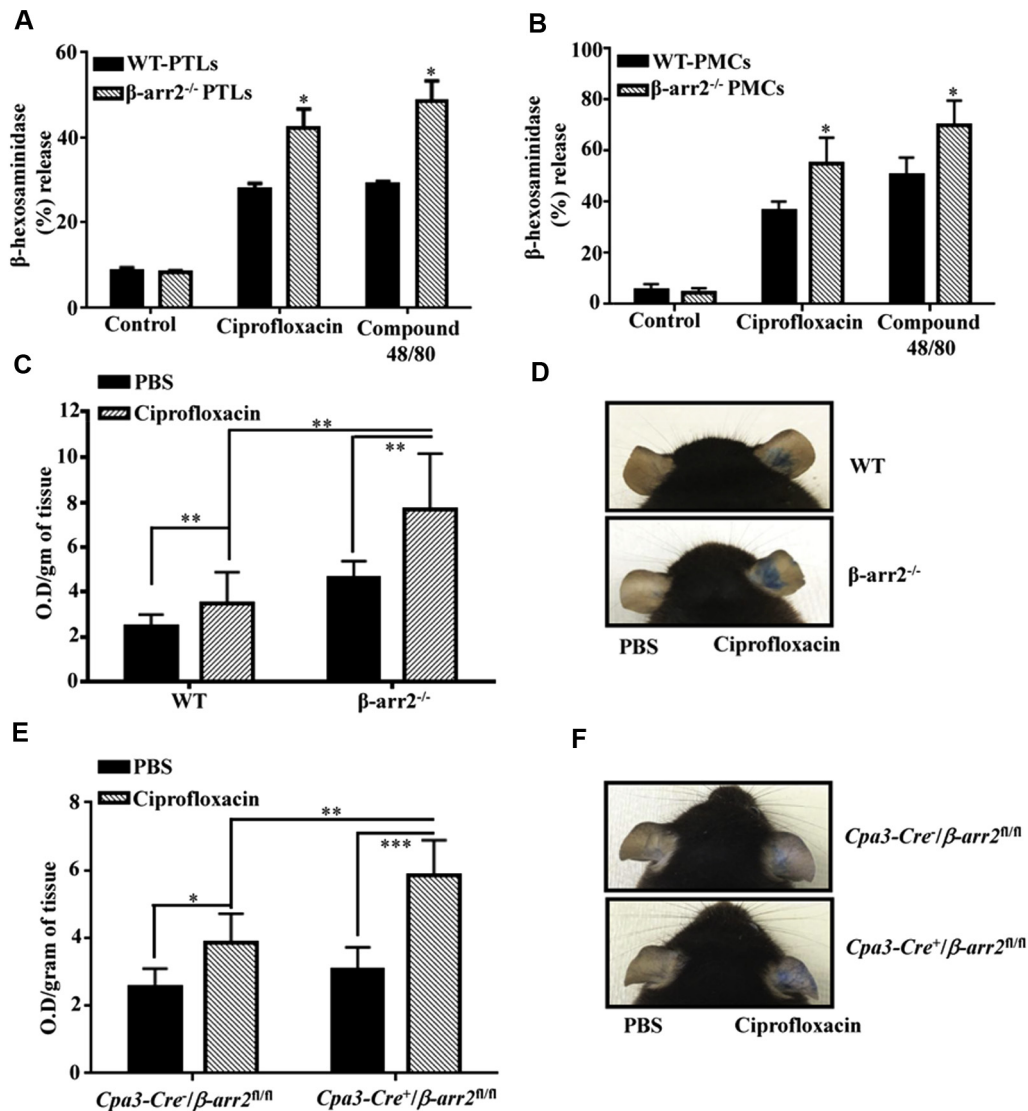 A
WT-PTLs
β-arr2-/- PTLs
β-hexosaminidase
(%) release
60
40
20
0
*
*
Control
Ciprofloxacin
Compound
48/80
B
WT-PMCs
β-arr2-/- PMCs
β-hexosaminidase
(%) release
100
80
60
40
20
0
*
*
Control
Ciprofloxacin
Compound
48/80
C
PBS
Ciprofloxacin
O.D/gm of tissue
12
10
8
6
4
2
0
**
**
**
WT
β-arr2-/-
D
WT
β-arr2-/-
PBS
Ciprofloxacin
E
PBS
Ciprofloxacin
O.D/gram of tissue
8
6
4
2
0
*
**
***
Cpa3-Cre-/β-arr2fl/fl
Cpa3-Cre+/β-arr2fl/fl
F
Cpa3-Cre-/β-arr2fl/fl
Cpa3-Cre+/β-arr2fl/fl
PBS
Ciprofloxacin